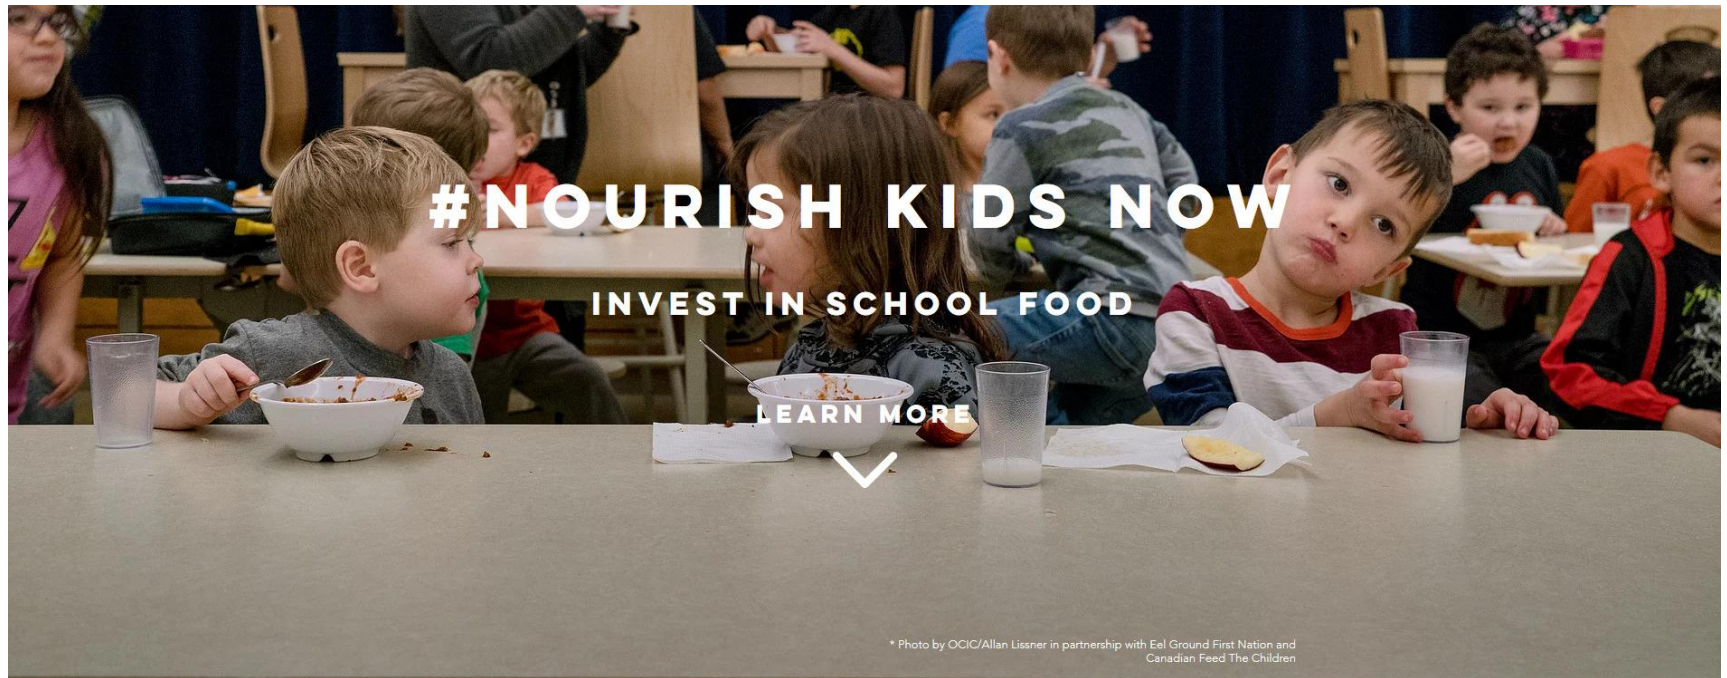 #NOURISH KIDS NOW
INVEST IN SCHOOL FOOD
LEARN MORE
* Photo by OCIC/Allan Lissner in partnership with Eel Ground First Nation and
Canadian Feed The Children